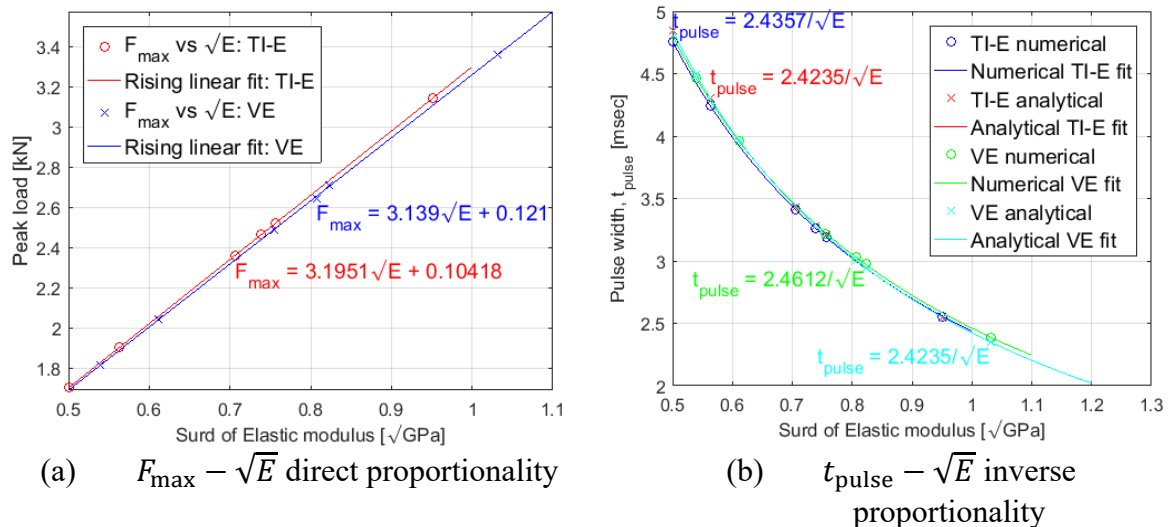 3.4
3.2
3
2.8
2.6
2.4
2.2
2
1.8
0.5 0.6 0.7 0.8 0.9 1 1.1
Peak load [kN]
Surd of Elastic modulus [√GPa]
F_max vs √E: TI-E
Rising linear fit: TI-E
F_max vs √E: VE
Rising linear fit: VE
F_max = 3.139√E + 0.121
F_max = 3.1951√E + 0.10418
(a) F_max − √E direct proportionality
5
4.5
4
3.5
3
2.5
2
0.5 0.6 0.7 0.8 0.9 1 1.1 1.2 1.3
Pulse width, t_pulse [msec]
Surd of Elastic modulus [√GPa]
t_pulse = 2.4357/√E
t_pulse = 2.4235/√E
t_pulse = 2.4612/√E
t_pulse = 2.4235/√E
TI-E numerical
Numerical TI-E fit
TI-E analytical
Analytical TI-E fit
VE numerical
Numerical VE fit
VE analytical
Analytical VE fit
(b) t_pulse − √E inverse
proportionality